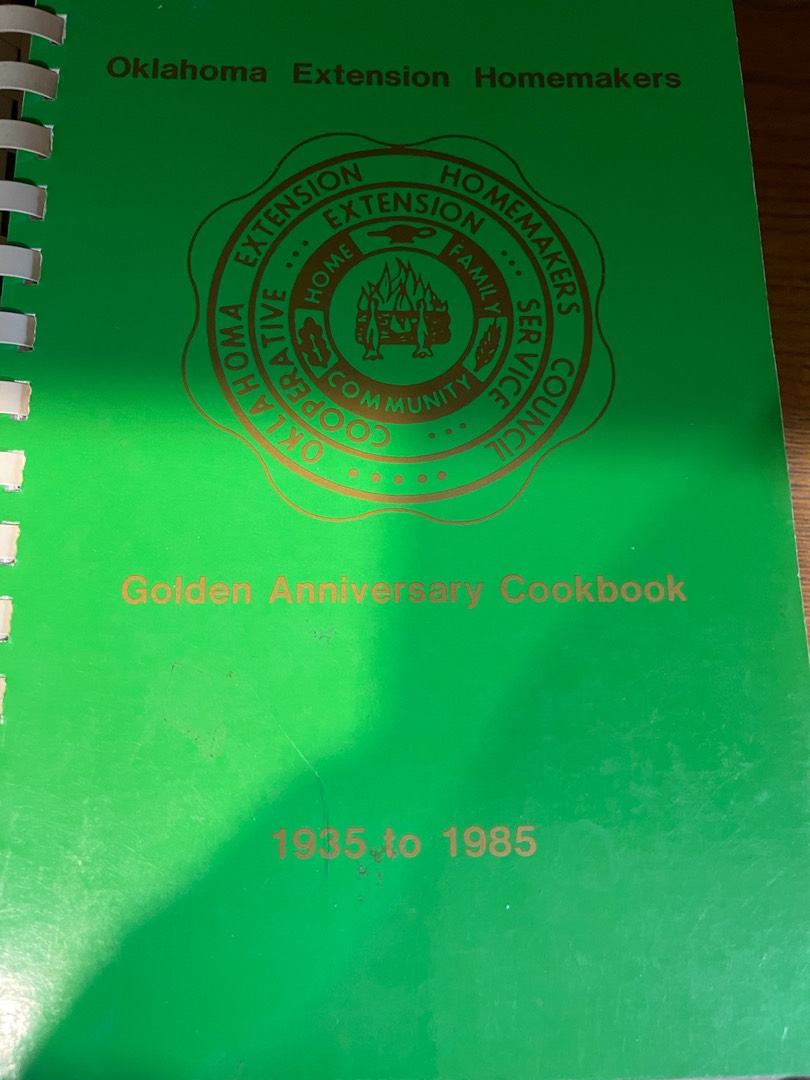 Oklahoma Extension Homemakers
OKLAHOMA EXTENSION HOMEMAKERS COUNCIL
COOPERATIVE ... EXTENSION ... SERVICE ...
HOME FAMILY COMMUNITY
Golden Anniversary Cookbook
1935 to 1985